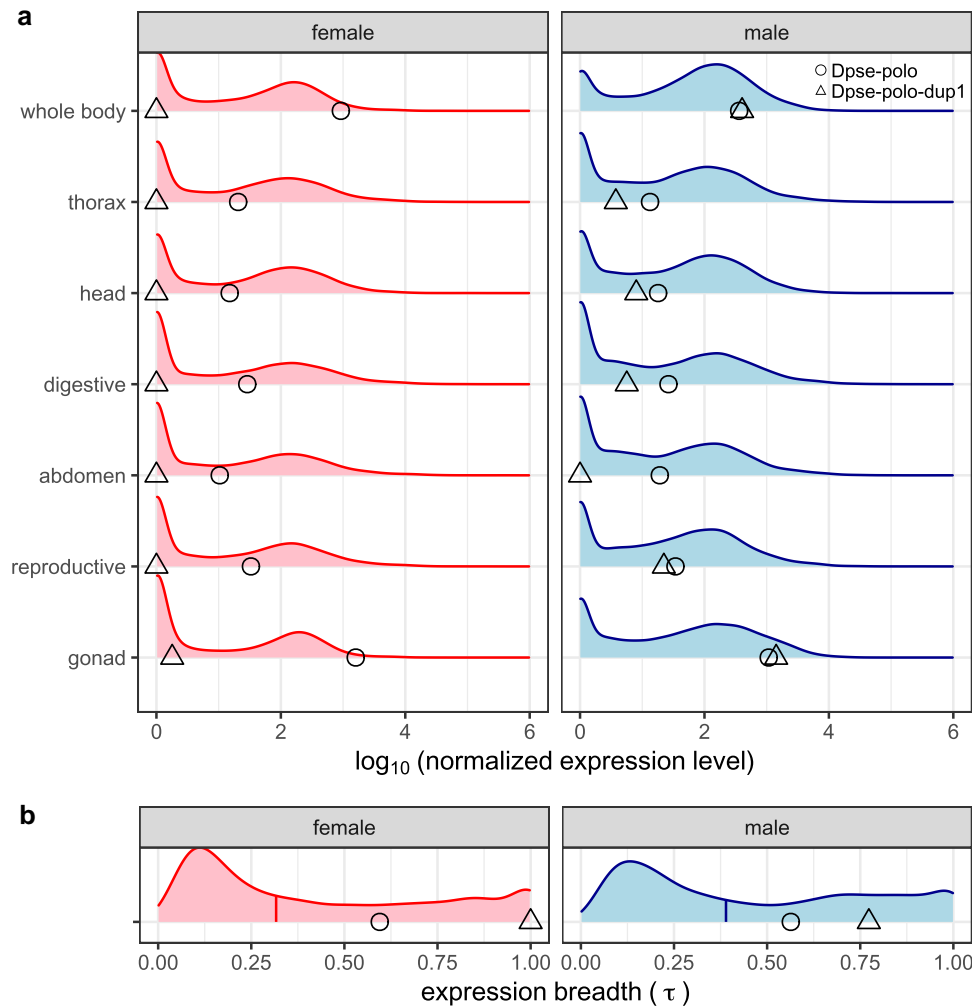 a
female
male
Dpse-polo
Dpse-polo-dup1
whole body
thorax
head
digestive
abdomen
reproductive
gonad
0 2 4 6
0 2 4 6
log₁₀ (normalized expression level)
b
female
male
0.00 0.25 0.50 0.75 1.00
0.00 0.25 0.50 0.75 1.00
expression breadth ( τ )